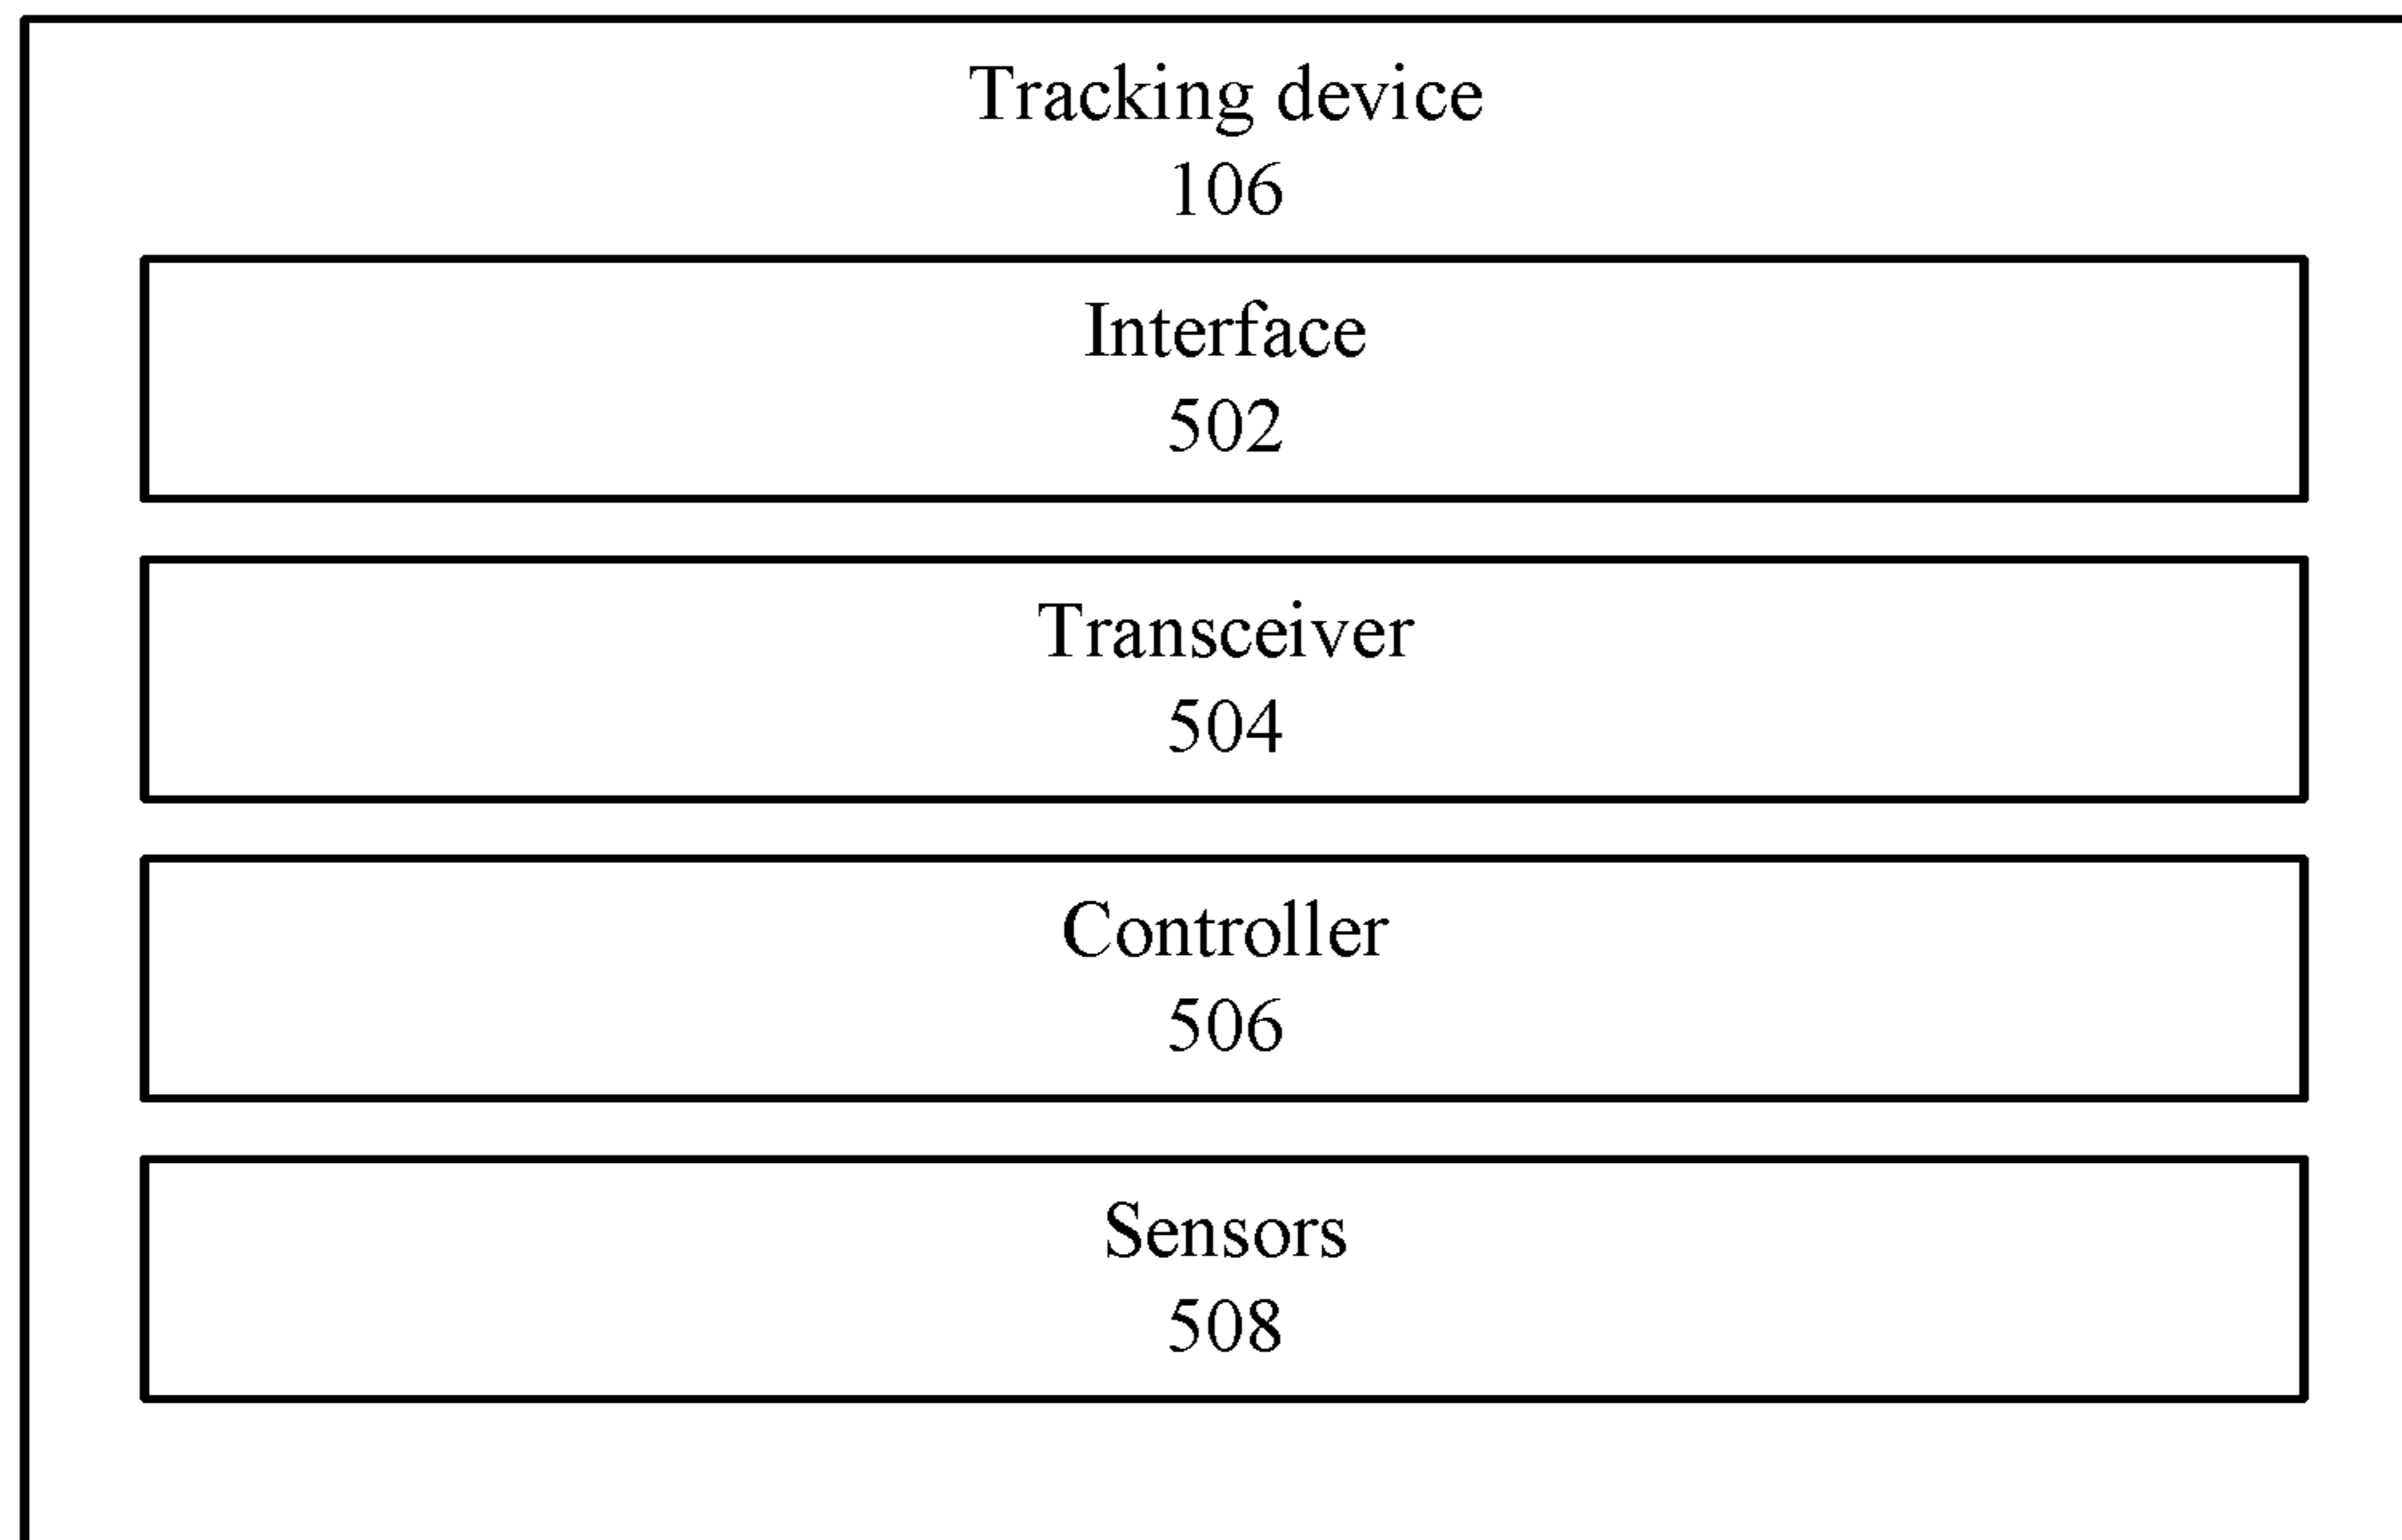 Tracking device
106
Interface
502
Transceiver
504
Controller
506
Sensors
508